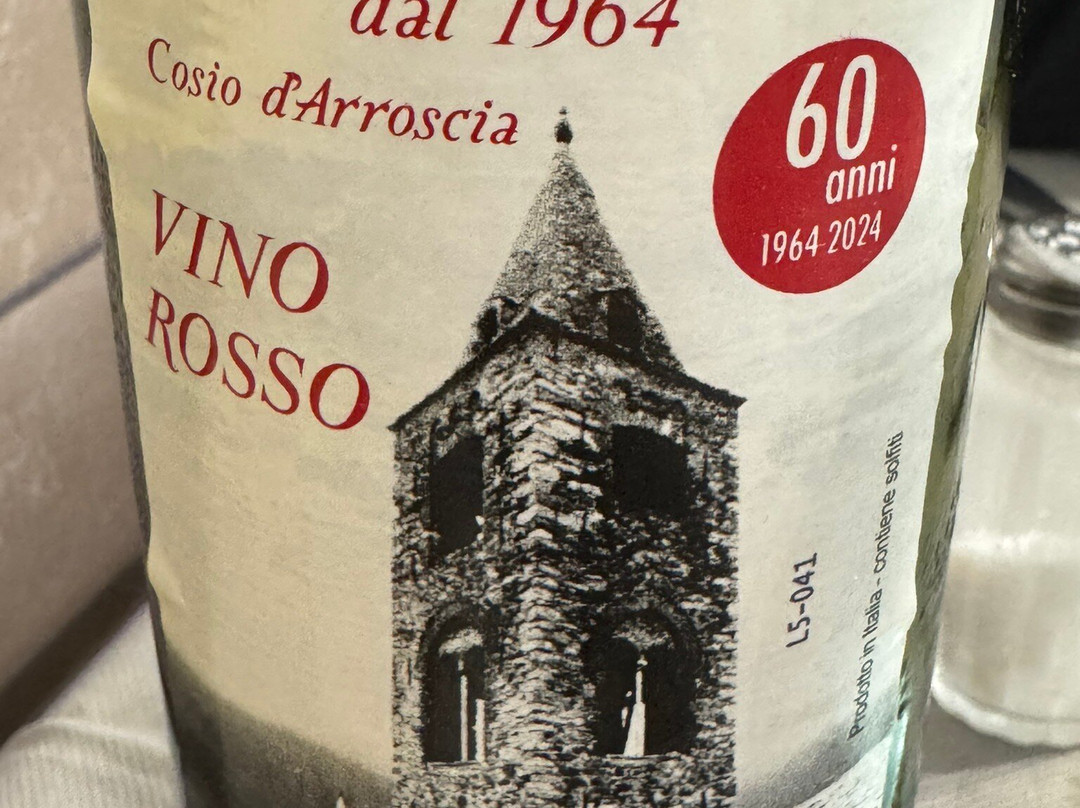 dal 1964
Cosio d'Arroscia
60
anni
1964-2024
VINO
ROSSO
L5-041
Prodotto in Italia - contiene solfiti